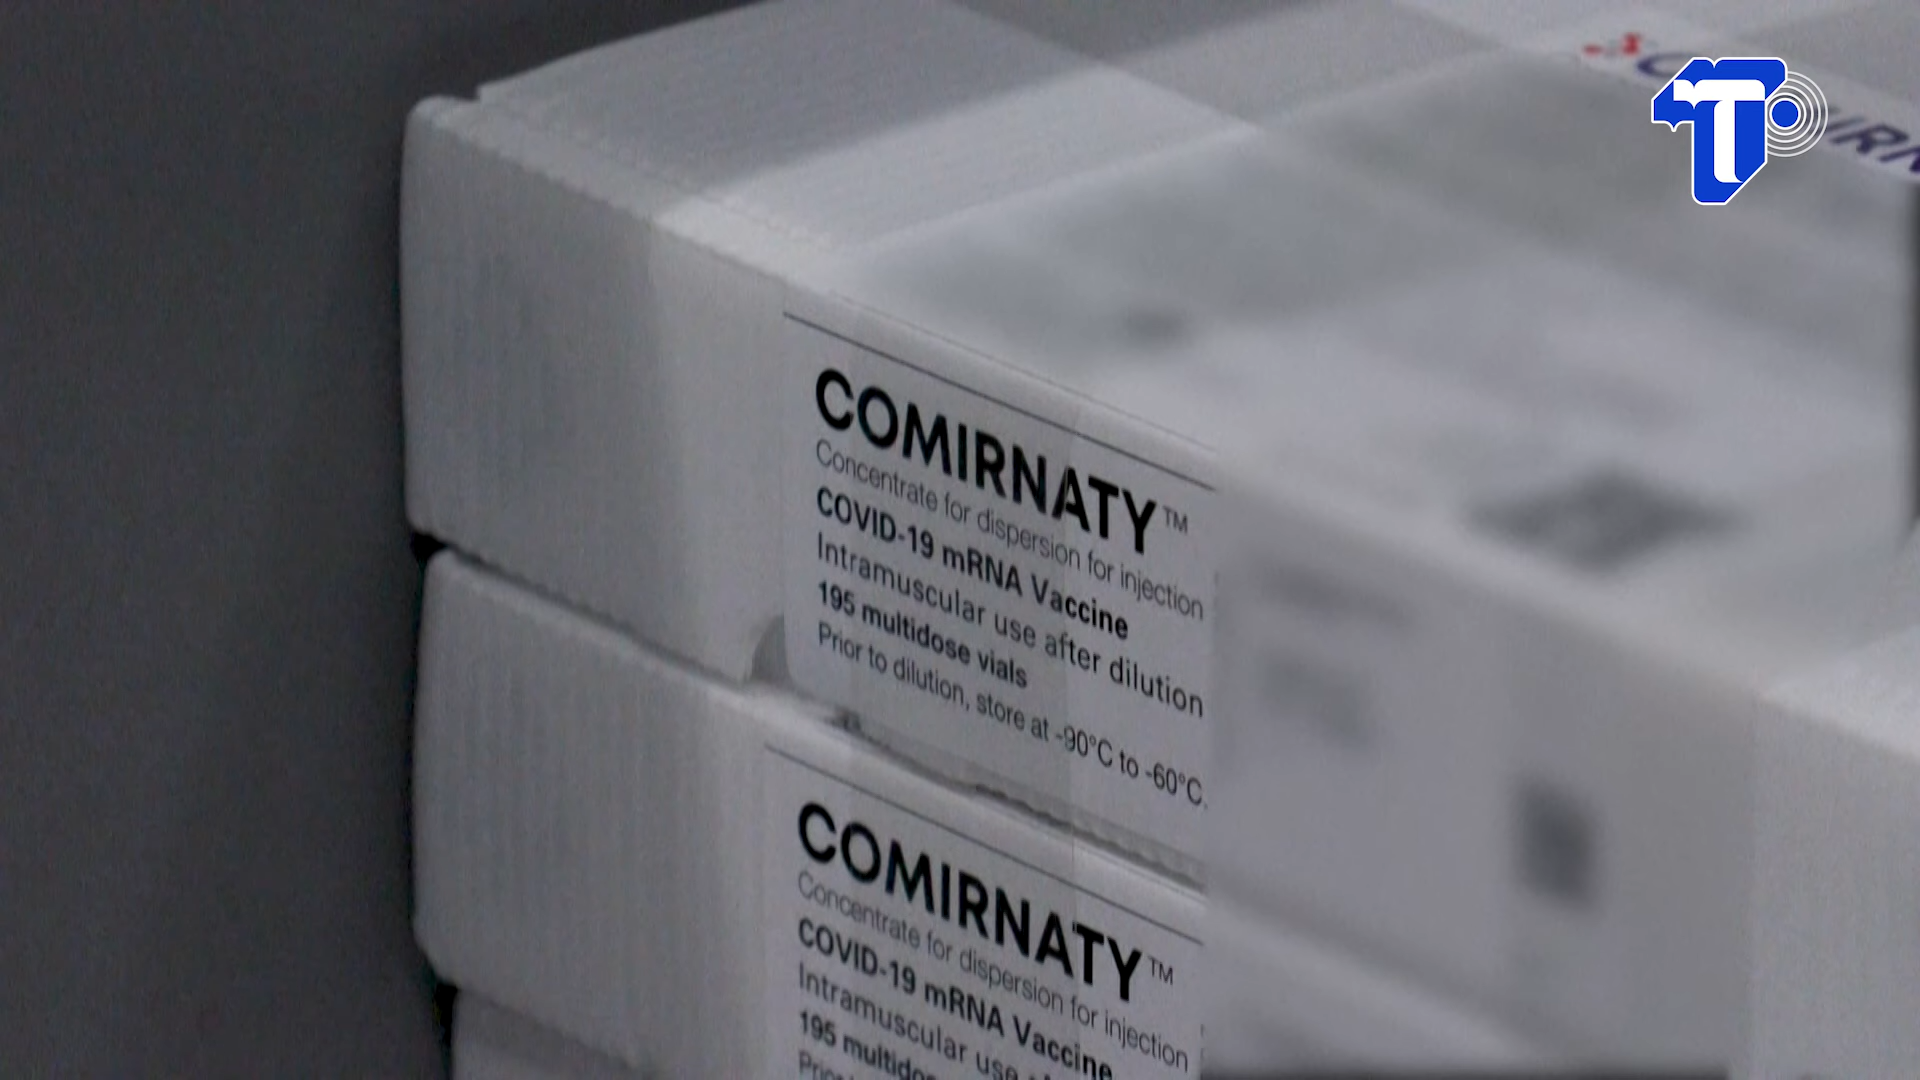 COMIRNATY™
Concentrate for dispersion for injection
COVID-19 mRNA Vaccine
Intramuscular use after dilution
195 multidose vials
Prior to dilution, store at -90°C to -60°C.
COMIRNATY™
Concentrate for dispersion for injection
COVID-19 mRNA Vaccine
Intramuscular use
195